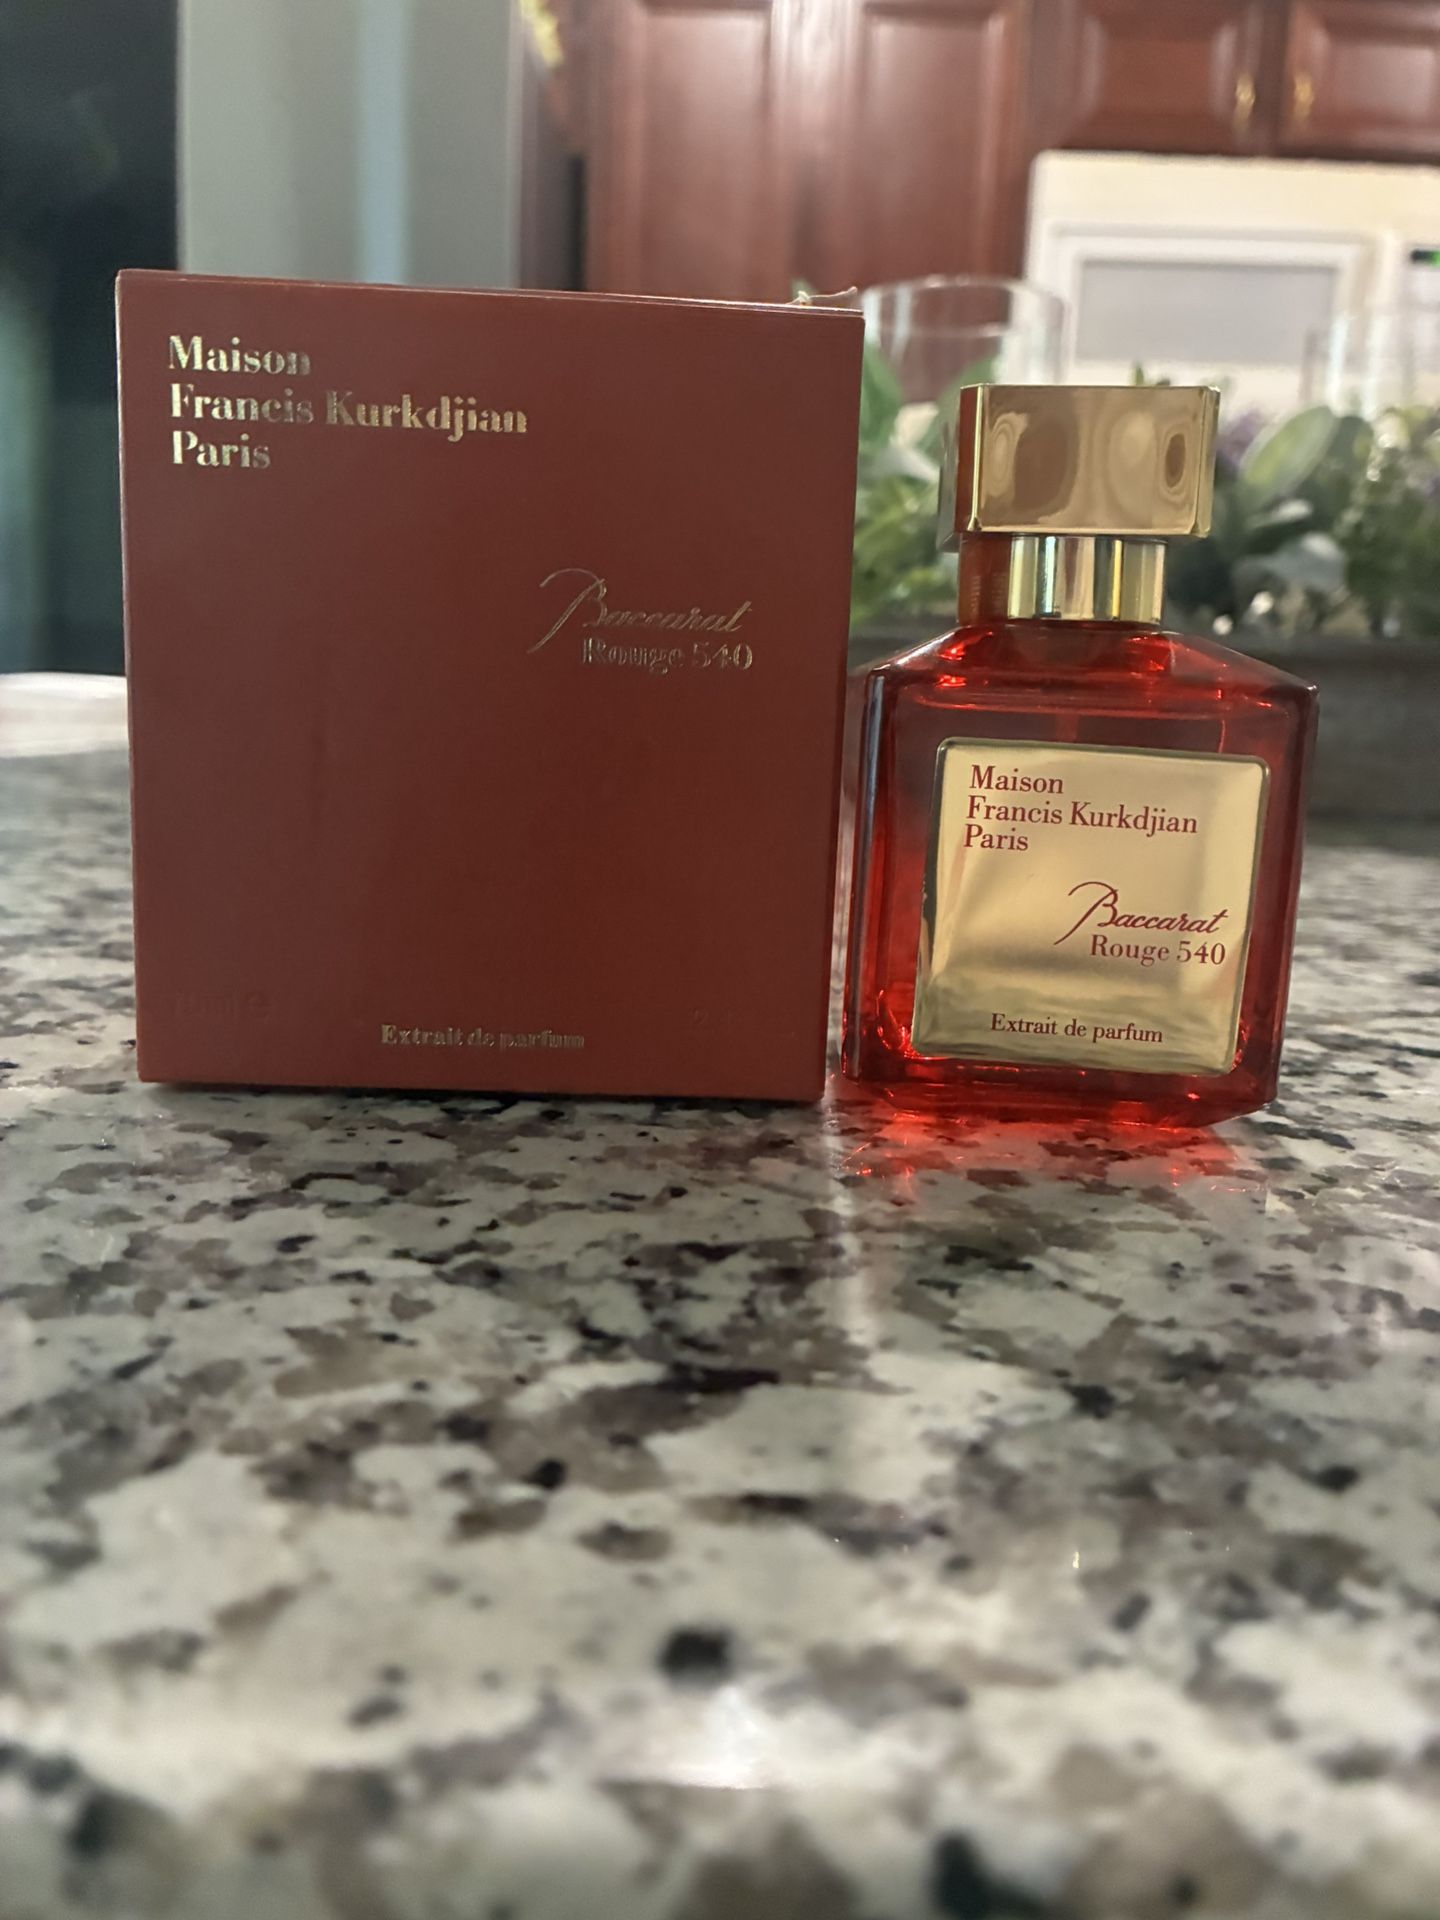 Maison
Francis Kurkdjian
Paris
Baccarat
Rouge 540
Extrait de parfum
Maison
Francis Kurkdjian
Paris
Baccarat
Rouge 540
Extrait de parfum